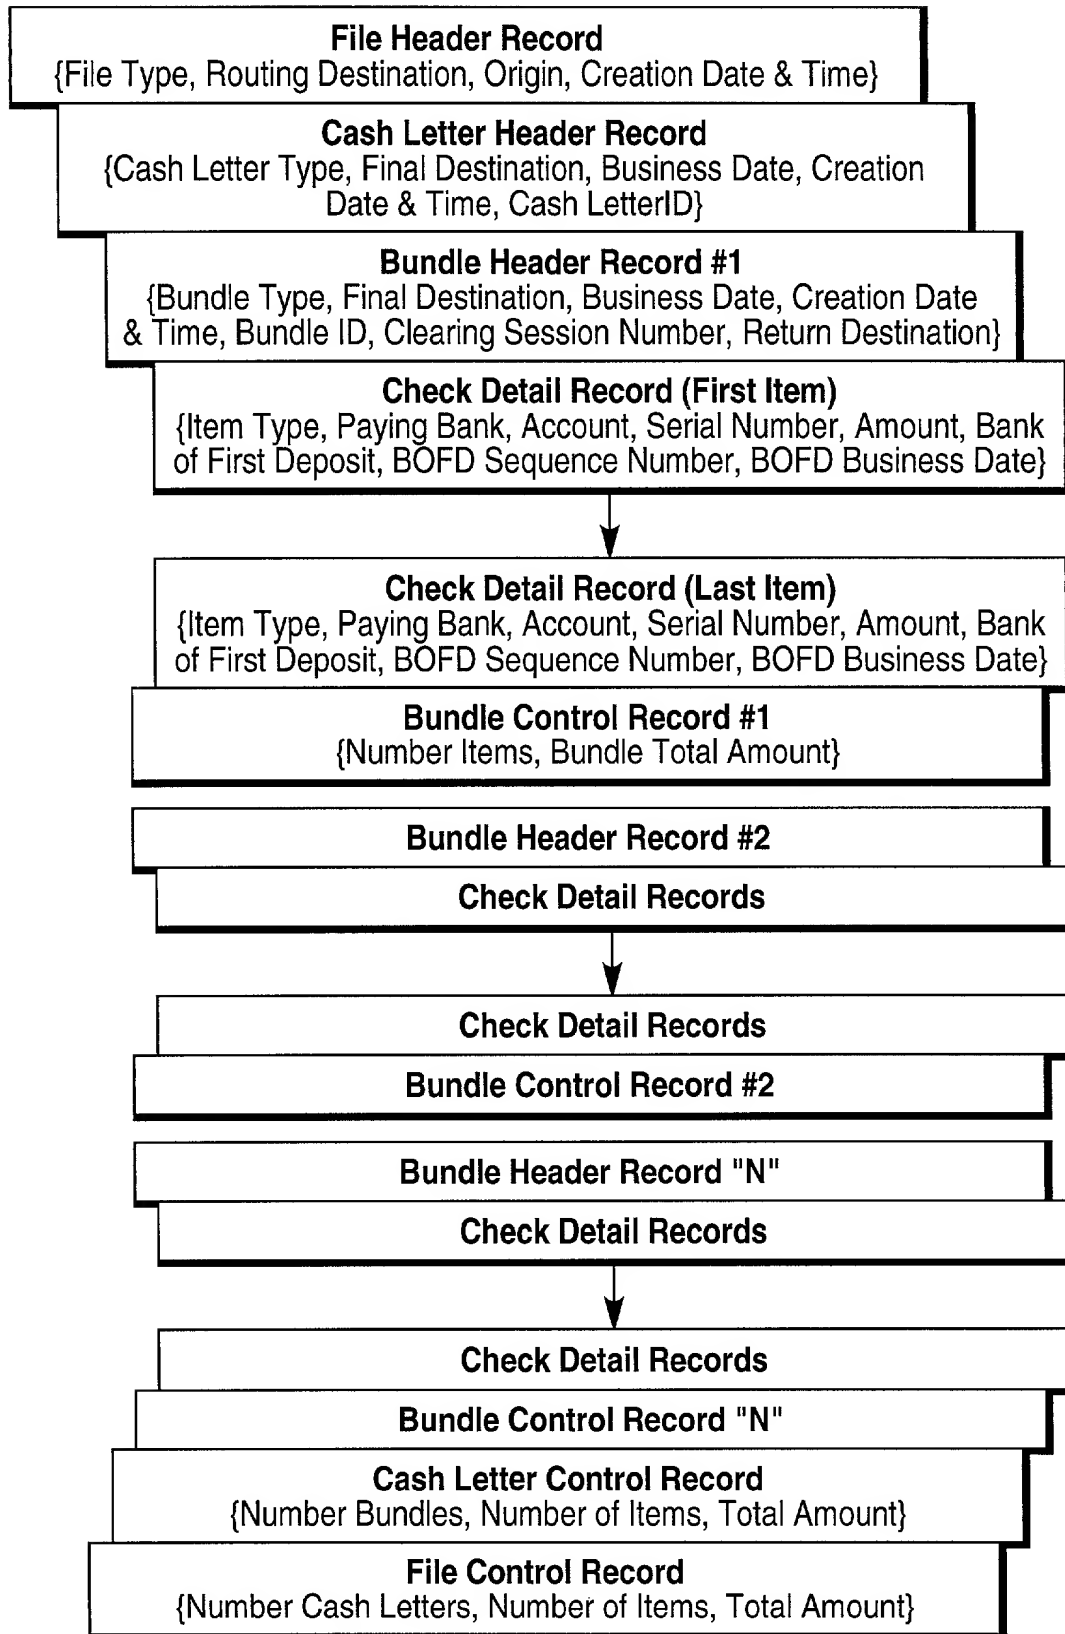 File Header Record
{File Type, Routing Destination, Origin, Creation Date & Time}
Cash Letter Header Record
{Cash Letter Type, Final Destination, Business Date, Creation
Date & Time, Cash LetterID}
Bundle Header Record #1
{Bundle Type, Final Destination, Business Date, Creation Date
& Time, Bundle ID, Clearing Session Number, Return Destination}
Check Detail Record (First Item)
{Item Type, Paying Bank, Account, Serial Number, Amount, Bank
of First Deposit, BOFD Sequence Number, BOFD Business Date}
Check Detail Record (Last Item)
{Item Type, Paying Bank, Account, Serial Number, Amount, Bank
of First Deposit, BOFD Sequence Number, BOFD Business Date}
Bundle Control Record #1
{Number Items, Bundle Total Amount}
Bundle Header Record #2
Check Detail Records
Check Detail Records
Bundle Control Record #2
Bundle Header Record "N"
Check Detail Records
Check Detail Records
Bundle Control Record "N"
Cash Letter Control Record
{Number Bundles, Number of Items, Total Amount}
File Control Record
{Number Cash Letters, Number of Items, Total Amount}